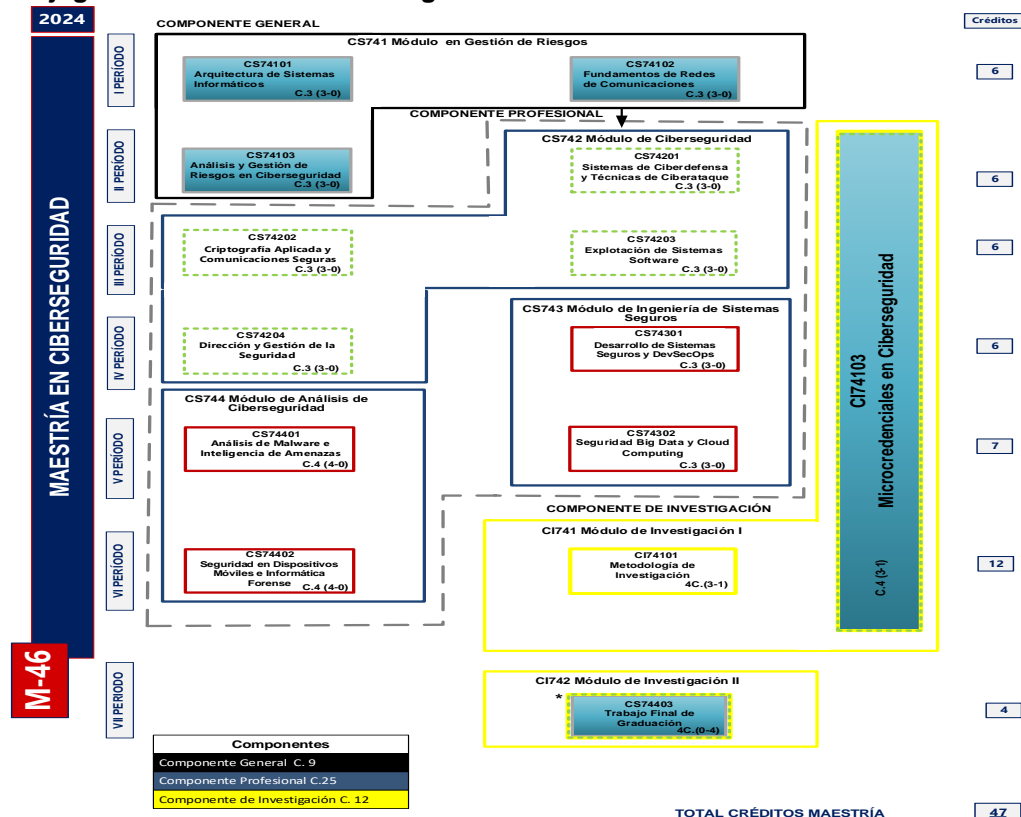 2024
COMPONENTE GENERAL
Créditos
CS741 Módulo en Gestión de Riesgos
I PERÍODO
CS74101
Arquitectura de Sistemas
Informáticos
C.3 (3-0)
CS74102
Fundamentos de Redes
de Comunicaciones
C.3 (3-0)
6
COMPONENTE PROFESIONAL
II PERÍODO
CS74103
Análisis y Gestión de
Riesgos en Ciberseguridad
C.3 (3-0)
CS742 Módulo de Ciberseguridad
CS74201
Sistemas de Ciberdefensa
y Técnicas de Ciberataque
C.3 (3-0)
6
III PERÍODO
CS74202
Criptografía Aplicada y
Comunicaciones Seguras
C.3 (3-0)
CS74203
Explotación de Sistemas
Software
C.3 (3-0)
6
IV PERÍODO
CS74204
Dirección y Gestión de la
Seguridad
C.3 (3-0)
CS743 Módulo de Ingeniería de Sistemas
Seguros
CS74301
Desarrollo de Sistemas
Seguros y DevSecOps
C.3 (3-0)
6
CS744 Módulo de Análisis de
Ciberseguridad
V PERÍODO
CS74401
Análisis de Malware e
Inteligencia de Amenazas
C.4 (4-0)
CS74302
Seguridad Big Data y Cloud
Computing
C.3 (3-0)
7
COMPONENTE DE INVESTIGACIÓN
CI741 Módulo de Investigación I
VI PERÍODO
CS74402
Seguridad en Dispositivos
Móviles e Informática
Forense
C.4 (4-0)
CI74101
Metodología de
Investigación
4C.(3-1)
12
CI74103
Microcredenciales en Ciberseguridad
C.4 (3-1)
MAESTRÍA EN CIBERSEGURIDAD
M-46
VII PERIODO
CI742 Módulo de Investigación II
*
CS74403
Trabajo Final de
Graduación
4C.(0-4)
4
Componentes
Componente General C. 9
Componente Profesional C.25
Componente de Investigación C. 12
TOTAL CRÉDITOS MAESTRÍA
47